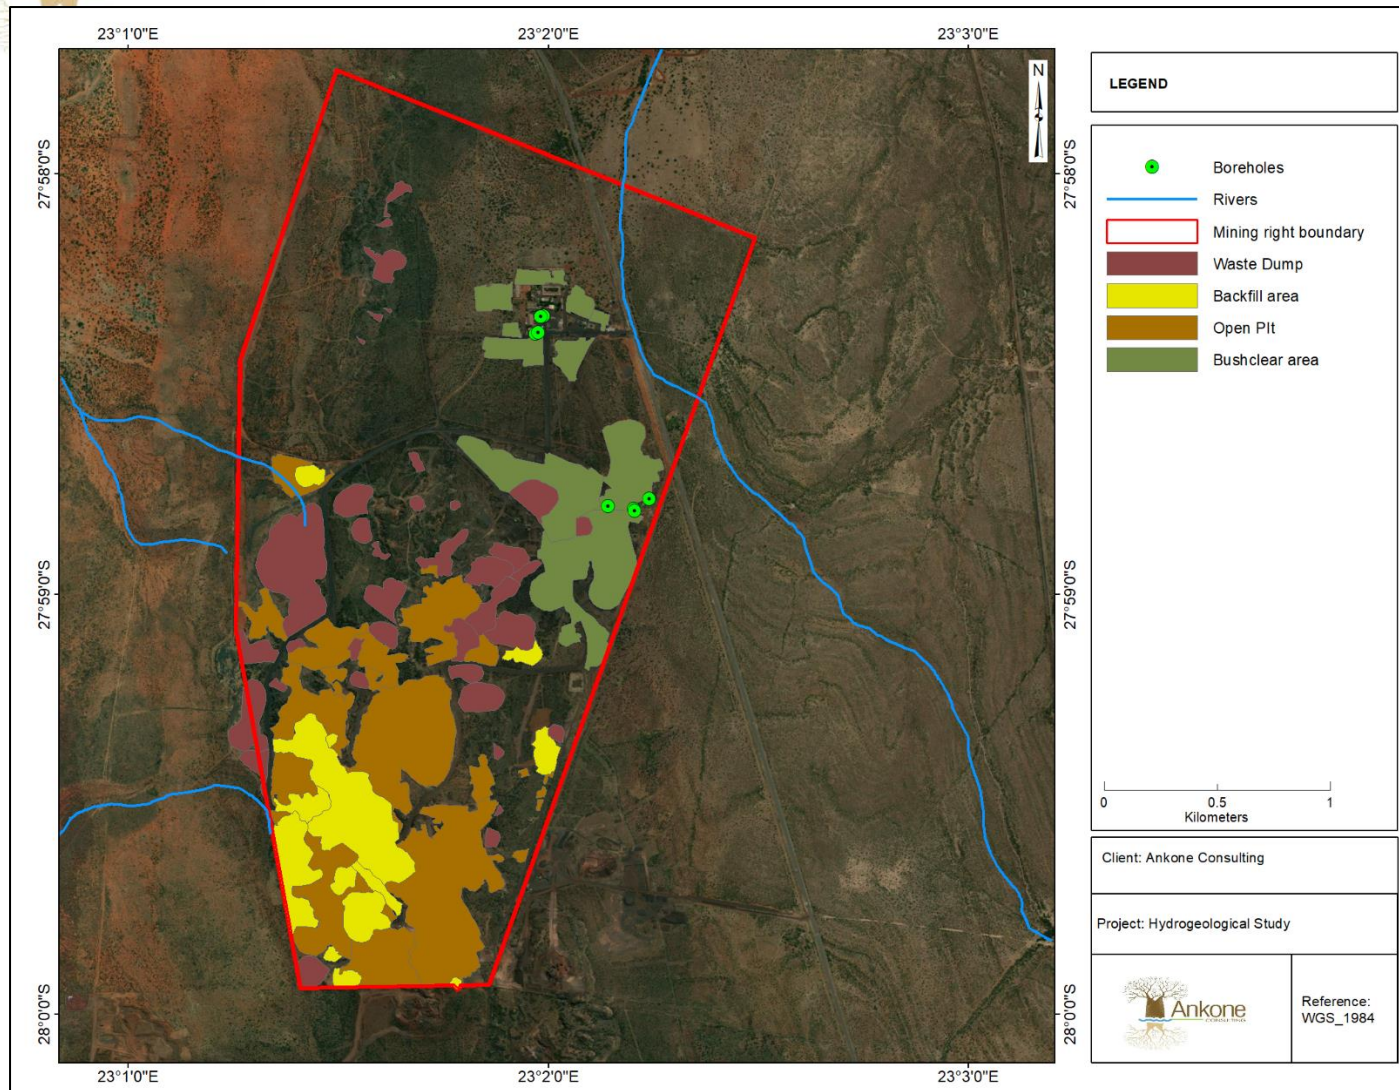 23°1'0"E
23°2'0"E
23°3'0"E
N
27°58'0"S
27°58'0"S
27°59'0"S
27°59'0"S
28°0'0"S
28°0'0"S
23°1'0"E
23°2'0"E
23°3'0"E
LEGEND
Boreholes
Rivers
Mining right boundary
Waste Dump
Backfill area
Open PIt
Bushclear area
0 0.5 1
Kilometers
Client: Ankone Consulting
Project: Hydrogeological Study
Ankone
CONSULTING
Reference:
WGS_1984